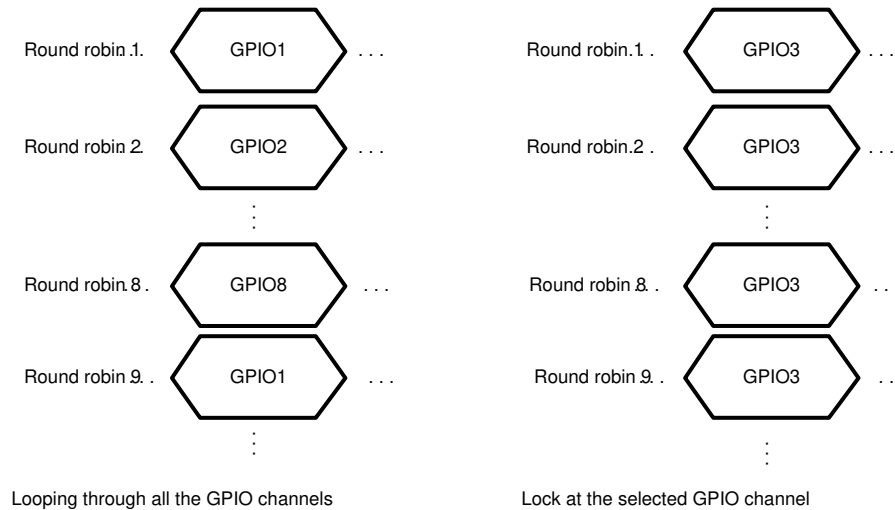 Round robin 1. . . GPIO1 . . .
Round robin 2. . . GPIO2 . . .
Round robin 8. . . GPIO8 . . .
Round robin 9. . . GPIO1 . . .
Looping through all the GPIO channels
Round robin 1. . . GPIO3 . . .
Round robin 2. . . GPIO3 . . .
Round robin 8. . . GPIO3 . .
Round robin 9. . . GPIO3 . .
Lock at the selected GPIO channel